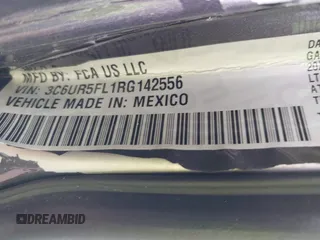 MFD BY: FCA US LLC
VIN: 3C6UR5FL1RG142556
VEHICLE MADE IN: MEXICO
DREAMBID